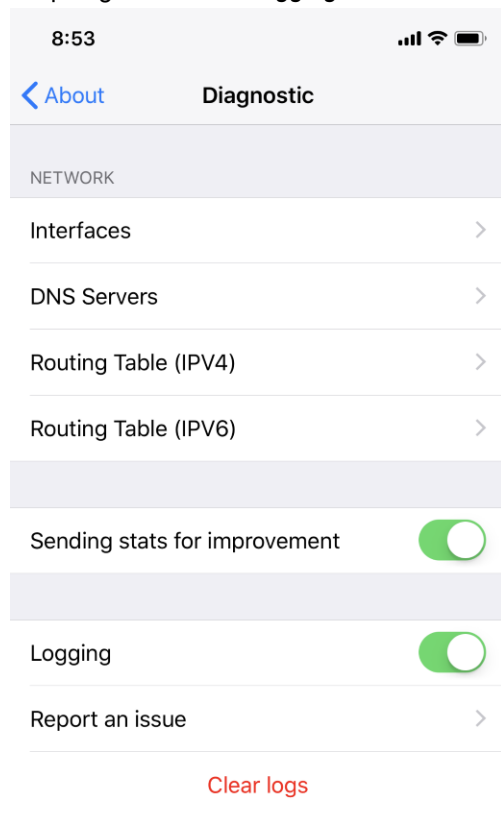 8:53
About Diagnostic
NETWORK
Interfaces
DNS Servers
Routing Table (IPV4)
Routing Table (IPV6)
Sending stats for improvement
Logging
Report an issue
Clear logs